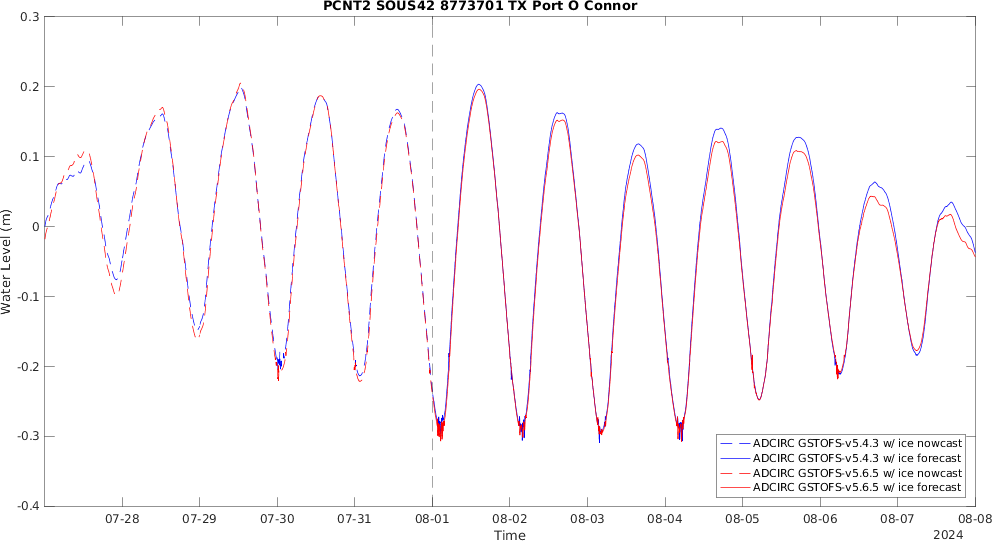 PCNT2 SOUS42 8773701 TX Port O Connor
0.3
0.2
0.1
0
-0.1
-0.2
-0.3
-0.4
Water Level (m)
07-28 07-29 07-30 07-31 08-01 08-02 08-03 08-04 08-05 08-06 08-07 08-08
Time
2024
ADCIRC GSTOFS-v5.4.3 w/ ice nowcast
ADCIRC GSTOFS-v5.4.3 w/ ice forecast
ADCIRC GSTOFS-v5.6.5 w/ ice nowcast
ADCIRC GSTOFS-v5.6.5 w/ ice forecast